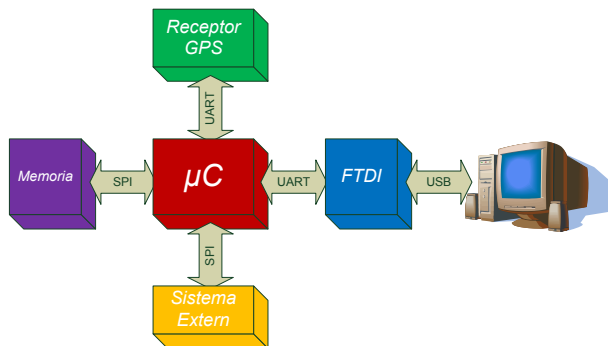 Receptor
GPS
UART
Memoria
SPI
µC
UART
FTDI
USB
SPI
Sistema
Extern